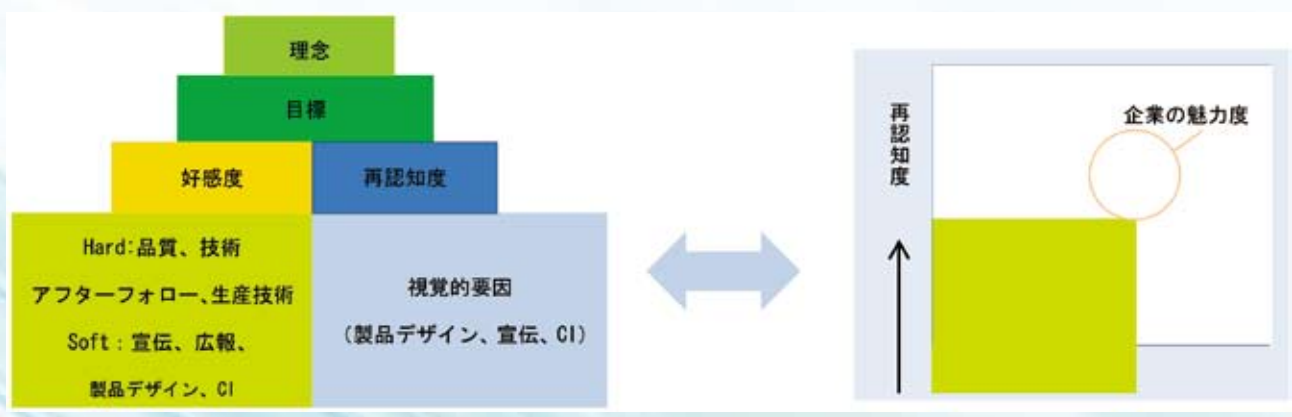 理念
目標
好感度
再認知度
Hard:品質、技術
アフターフォロー、生産技術
Soft：宣伝、広報、
製品デザイン、CI
視覚的要因
(製品デザイン、宣伝、CI)
再認知度
企業の魅力度